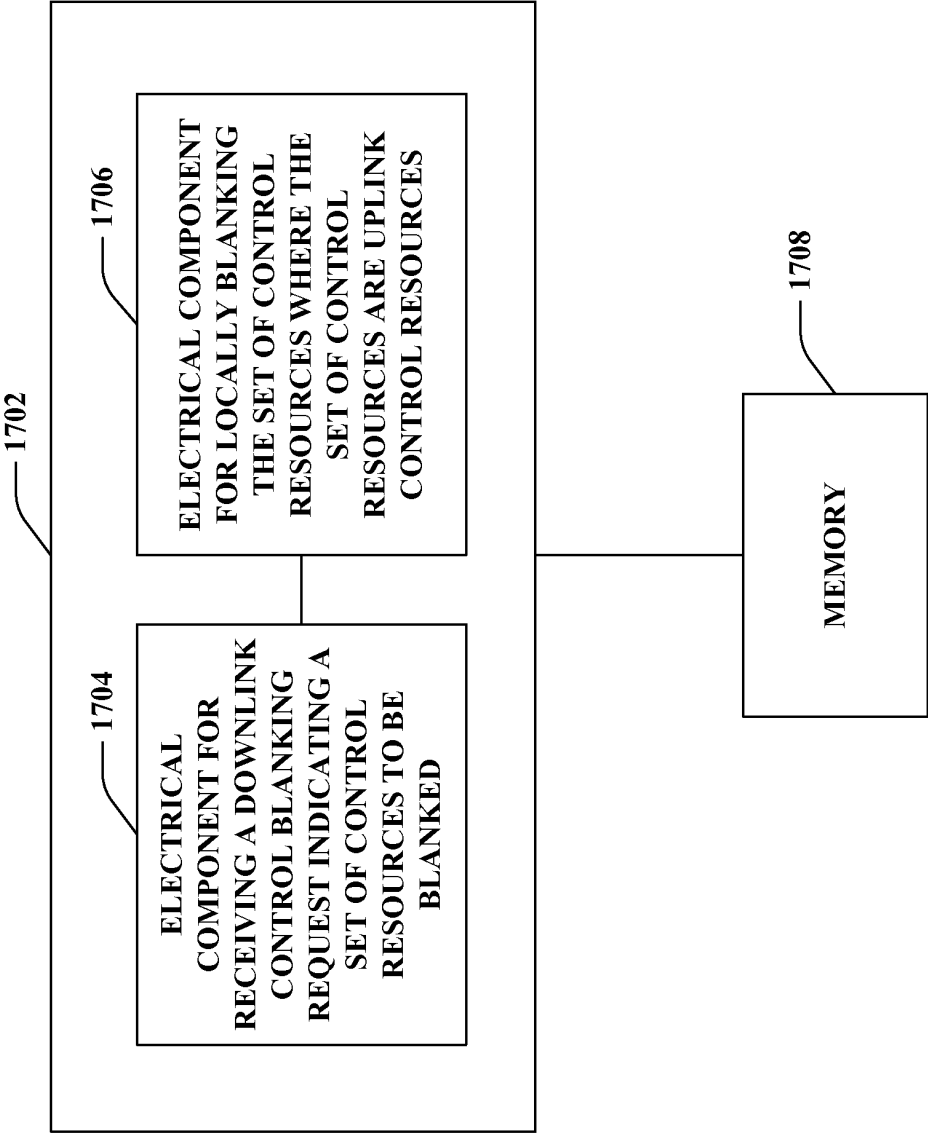 1702
1704
ELECTRICAL
COMPONENT FOR
RECEIVING A DOWNLINK
CONTROL BLANKING
REQUEST INDICATING A
SET OF CONTROL
RESOURCES TO BE
BLANKED
1706
ELECTRICAL COMPONENT
FOR LOCALLY BLANKING
THE SET OF CONTROL
RESOURCES WHERE THE
SET OF CONTROL
RESOURCES ARE UPLINK
CONTROL RESOURCES
1708
MEMORY